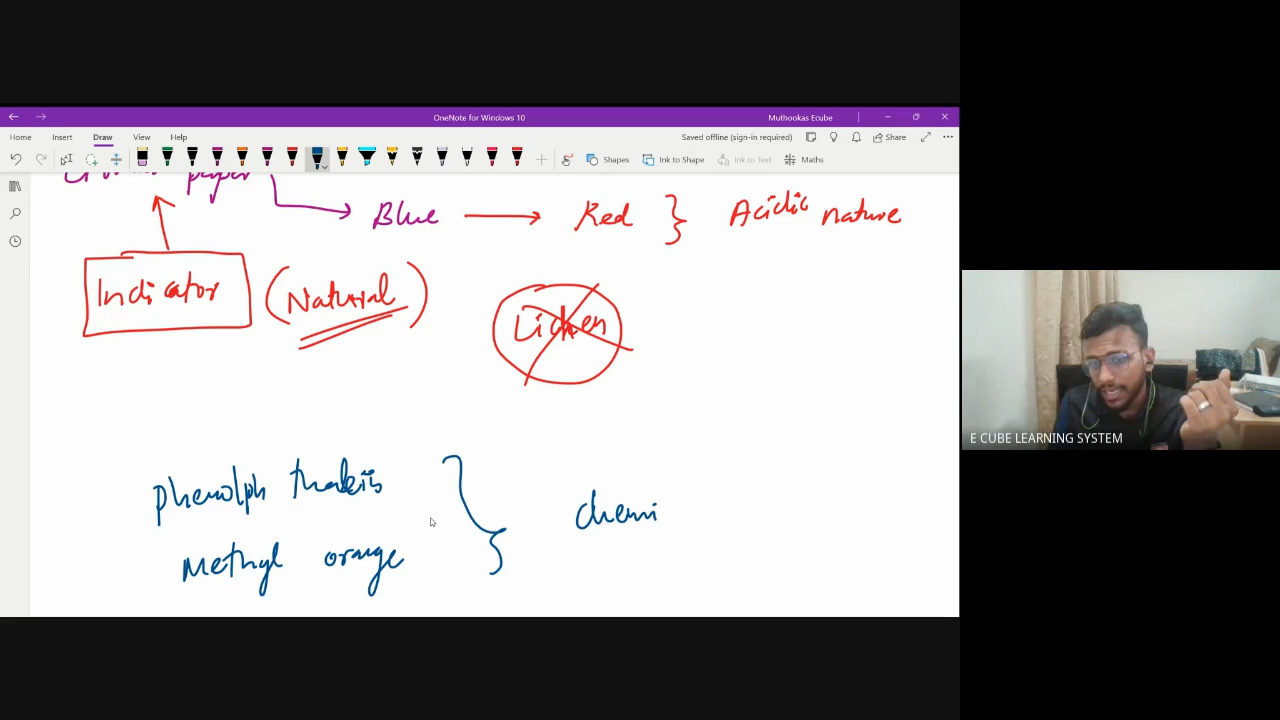 OneNote for Windows 10
Muthookas Ecube
Home Insert Draw View Help
Saved offline (sign-in required)
Share
Shapes
Ink to Shape
Ink to Text
Maths
paper
Blue → Red } Acidic nature
Indicator (Natural)
Lichen
phenolph
Methyl orange
} chemi
E CUBE LEARNING SYSTEM